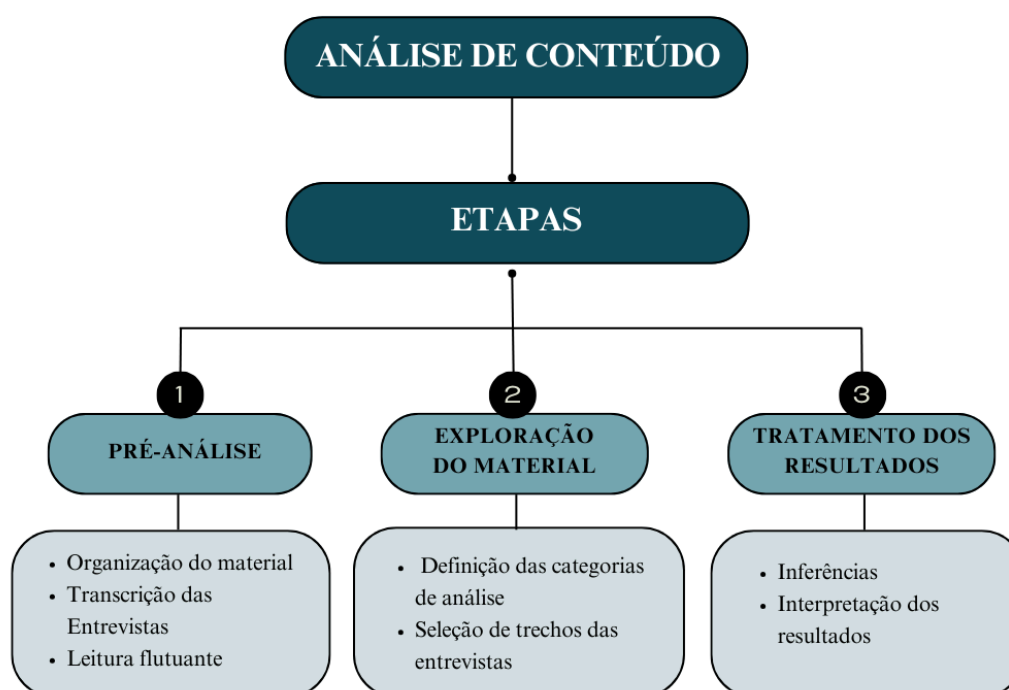 ANÁLISE DE CONTEÚDO
ETAPAS
1
PRÉ-ANÁLISE
• Organização do material
• Transcrição das
Entrevistas
• Leitura flutuante
2
EXPLORAÇÃO
DO MATERIAL
• Definição das categorias
de análise
• Seleção de trechos das
entrevistas
3
TRATAMENTO DOS
RESULTADOS
• Inferências
• Interpretação dos
resultados